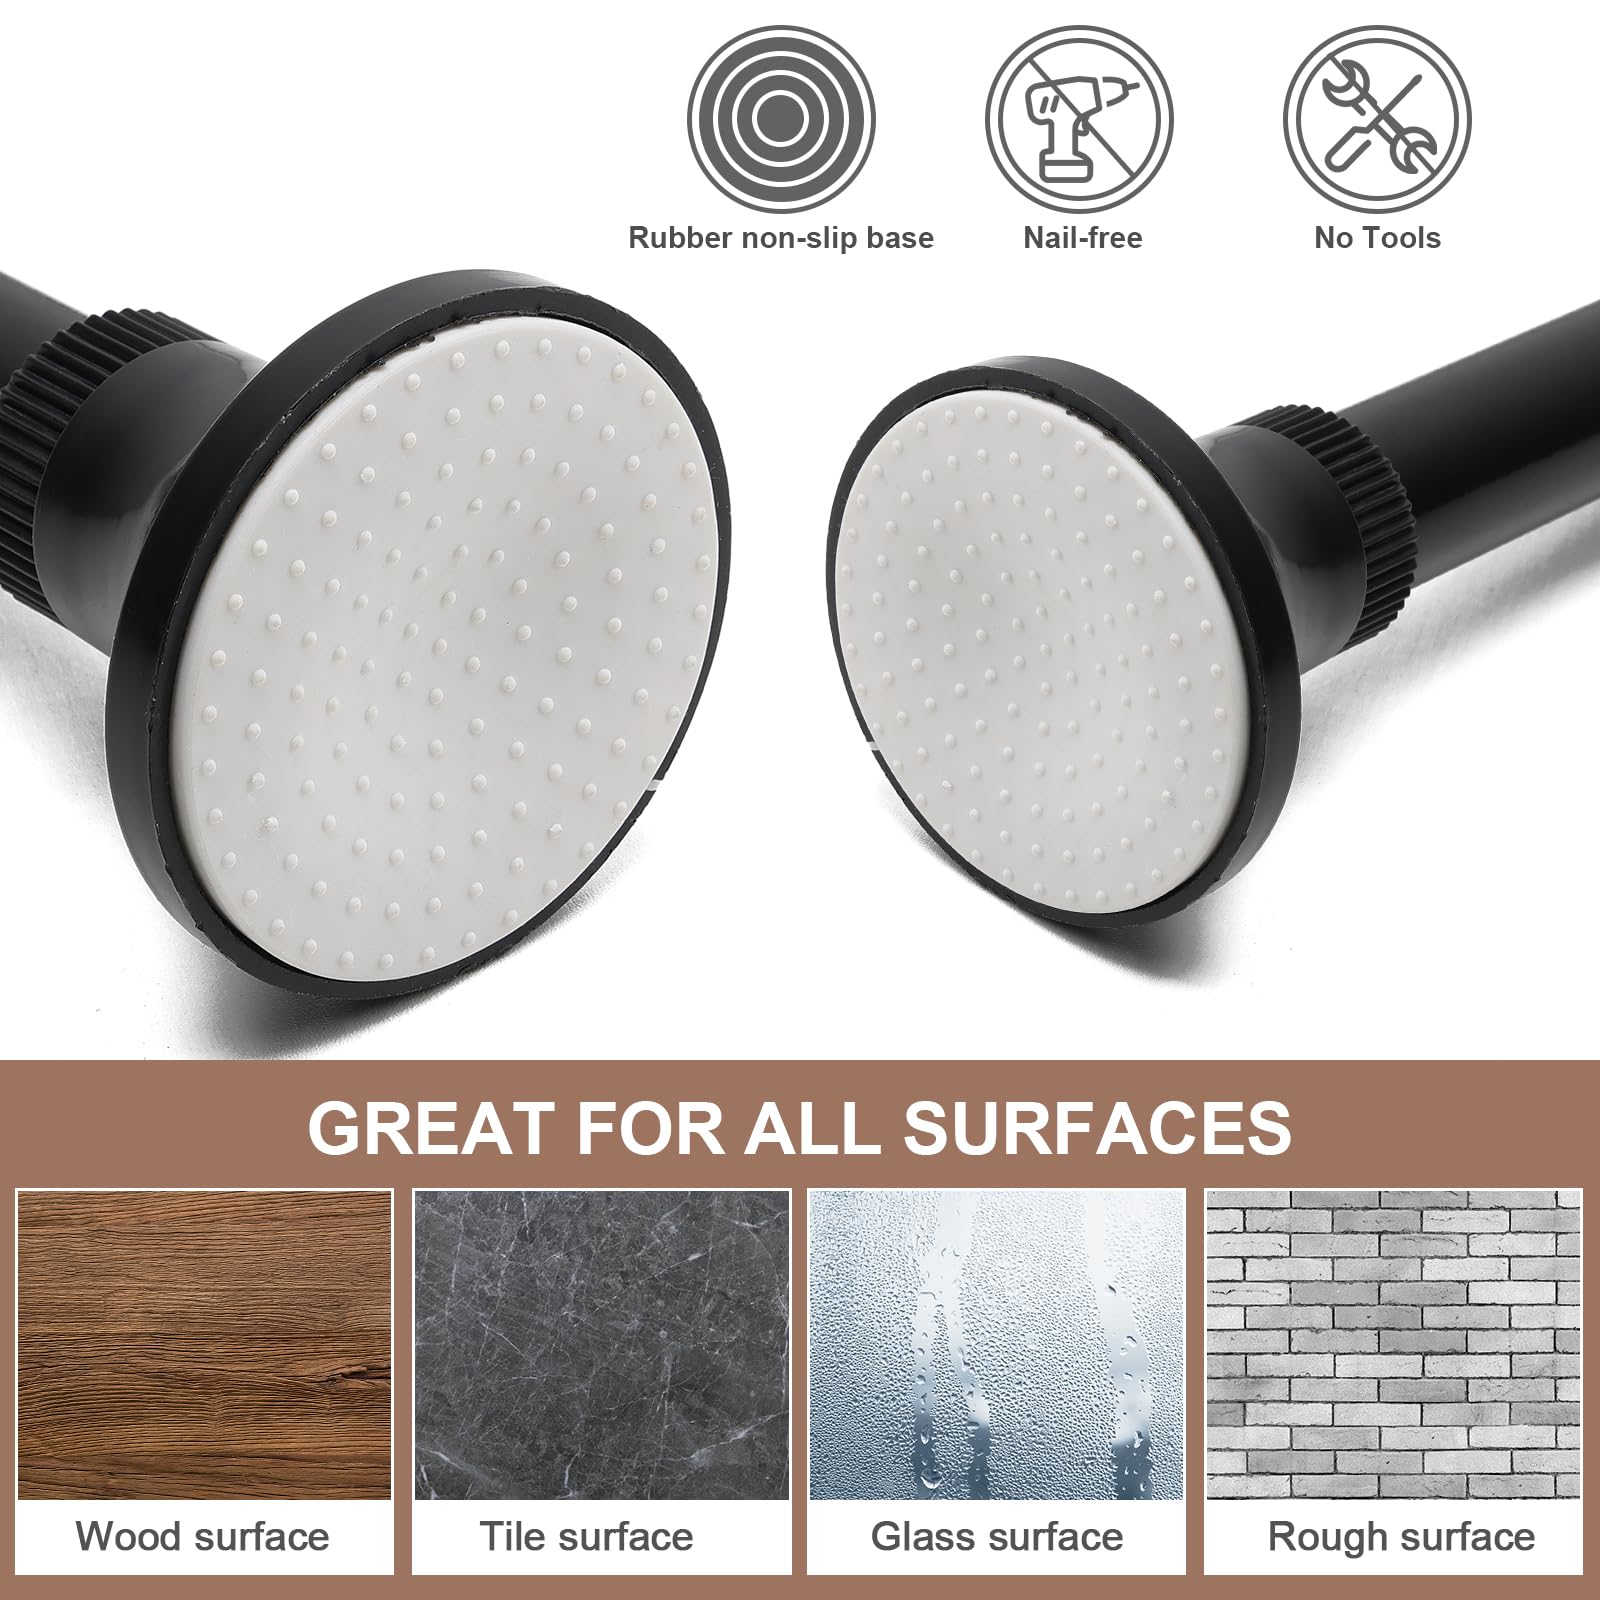 Rubber non-slip base
Nail-free
No Tools
GREAT FOR ALL SURFACES
Wood surface
Tile surface
Glass surface
Rough surface